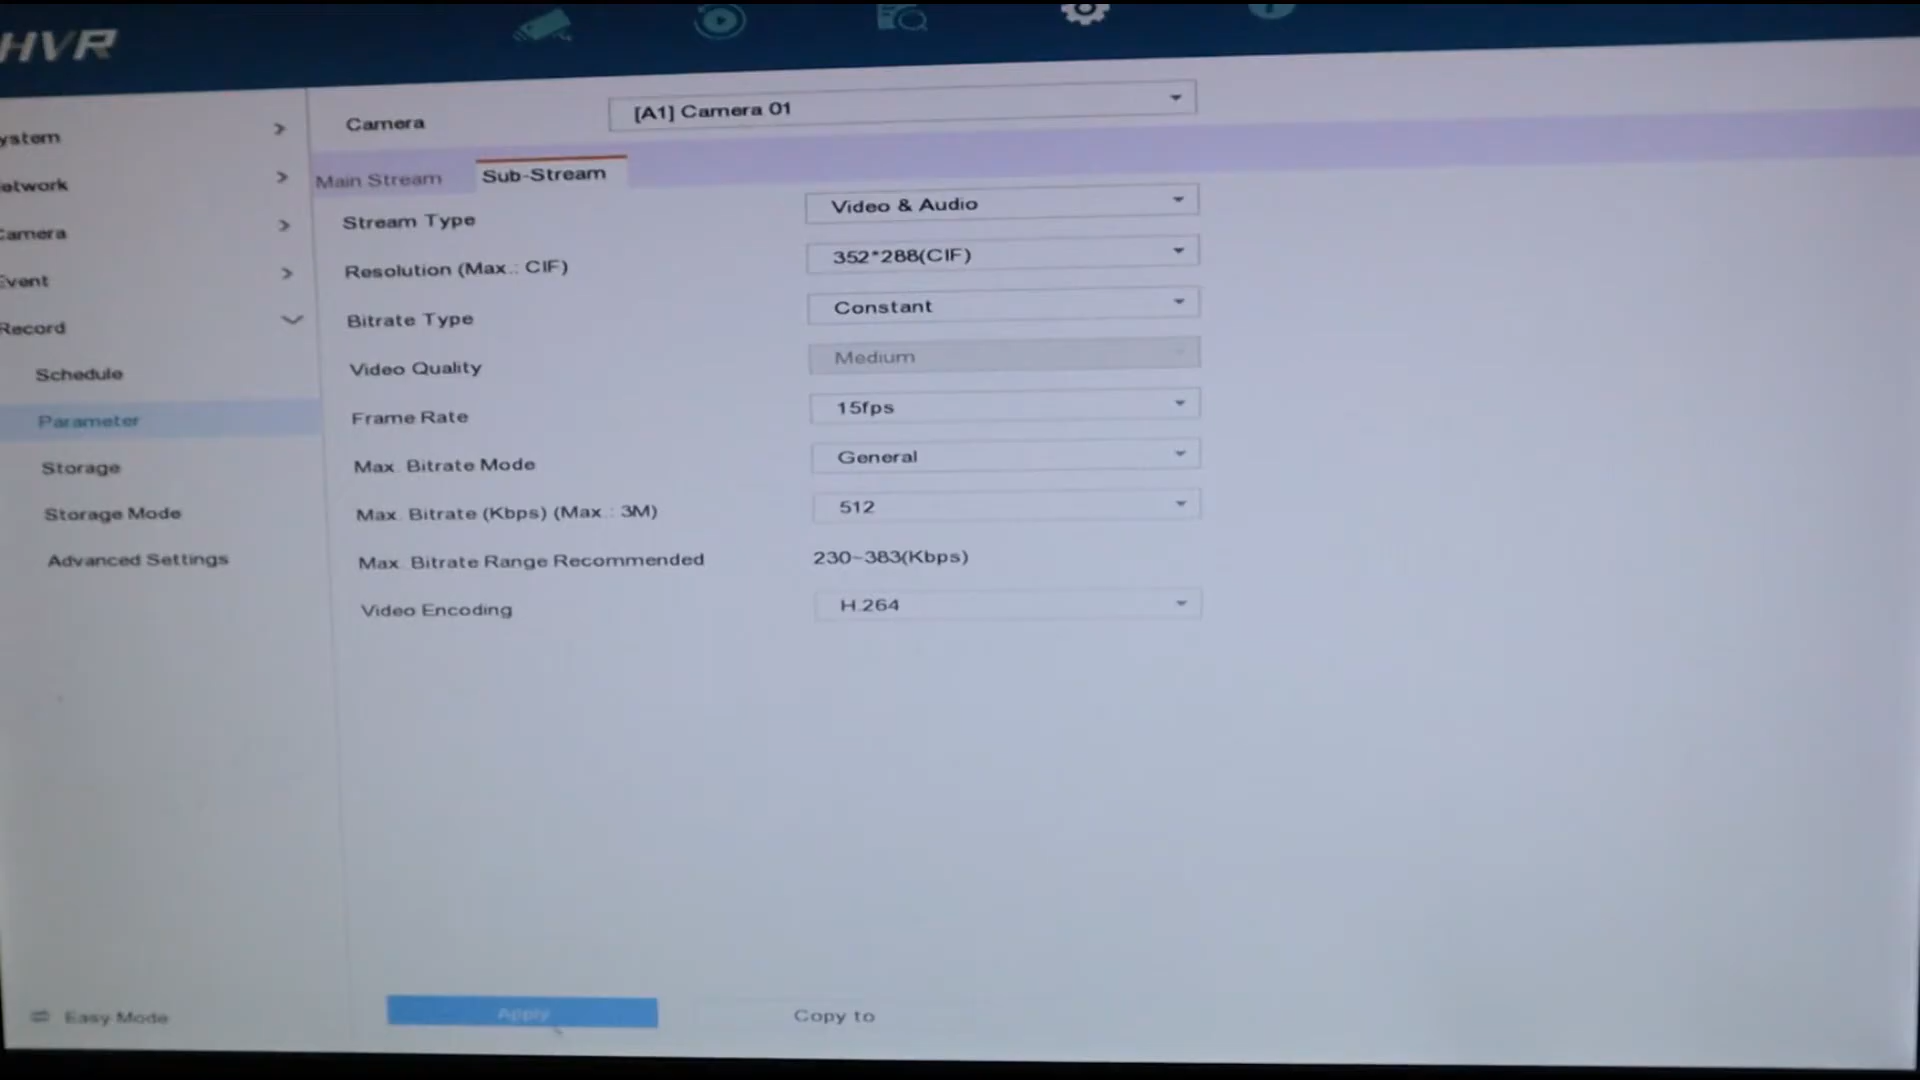 HVR
ystem
etwork
Camera
Event
Record
Schedule
Parameter
Storage
Storage Mode
Advanced Settings
Easy Mode
Camera [A1] Camera 01
Main Stream Sub-Stream
Stream Type Video & Audio
Resolution (Max.: CIF) 352*288(CIF)
Bitrate Type Constant
Video Quality Medium
Frame Rate 15fps
Max. Bitrate Mode General
Max. Bitrate (Kbps) (Max.: 3M) 512
Max. Bitrate Range Recommended 230~383(Kbps)
Video Encoding H.264
Apply Copy to